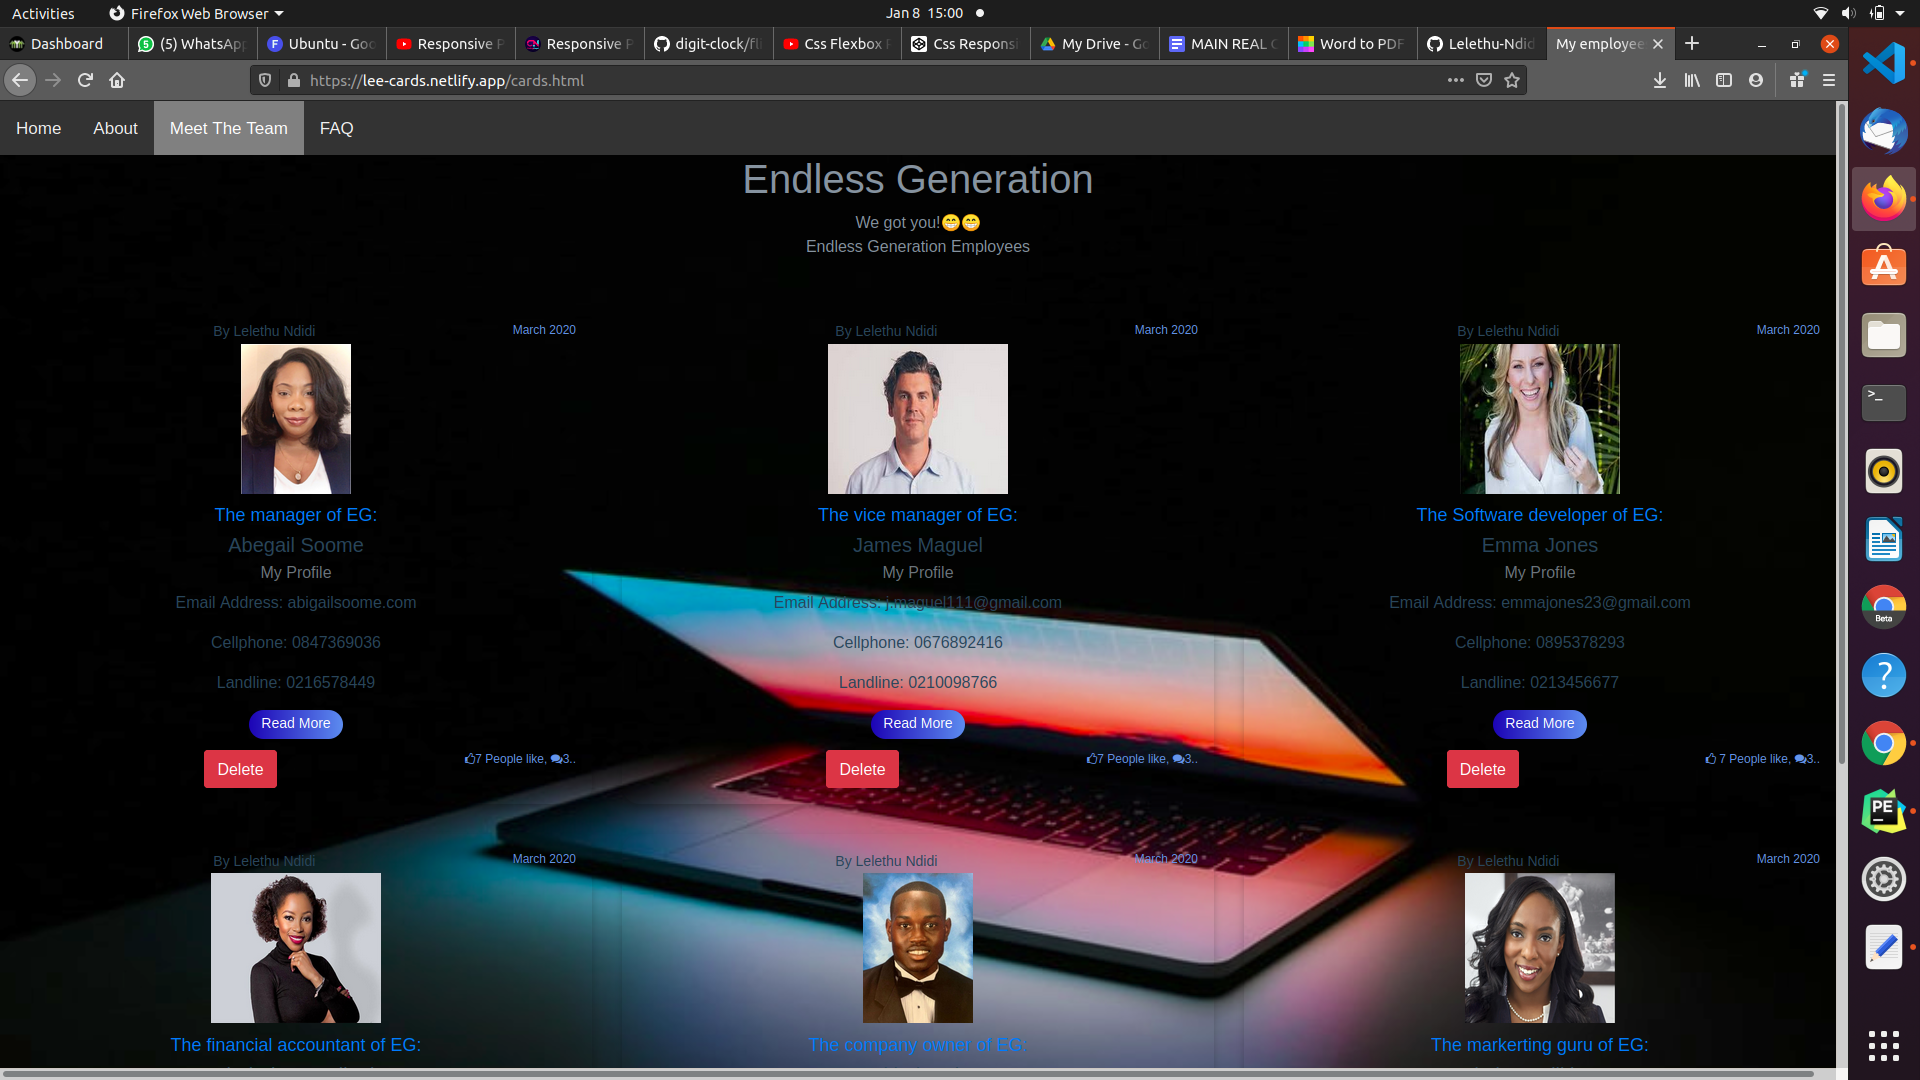 Activities Firefox Web Browser Jan 8 15:00
Dashboard (5) WhatsApp Ubuntu - Goo Responsive P Responsive P digit-clock/fli Css Flexbox Css Responsi My Drive - Go MAIN REAL Word to PDF Lelethu-Ndid My employee
https://lee-cards.netlify.app/cards.html
Home About Meet The Team FAQ
Endless Generation
We got you!😁😁
Endless Generation Employees
By Lelethu Ndidi March 2020 By Lelethu Ndidi March 2020 By Lelethu Ndidi March 2020
The manager of EG: The vice manager of EG: The Software developer of EG:
Abegail Soome James Maguel Emma Jones
My Profile My Profile My Profile
Email Address: abigailsoome.com Email Address: j.maguel111@gmail.com Email Address: emmajones23@gmail.com
Cellphone: 0847369036 Cellphone: 0676892416 Cellphone: 0895378293
Landline: 0216578449 Landline: 0210098766 Landline: 0213456677
Read More Read More Read More
Delete 7 People like, 3.. Delete 7 People like, 3.. Delete 7 People like, 3..
By Lelethu Ndidi March 2020 By Lelethu Ndidi March 2020 By Lelethu Ndidi March 2020
The financial accountant of EG: The company owner of EG: The markerting guru of EG:
>_
Beta
?
PE